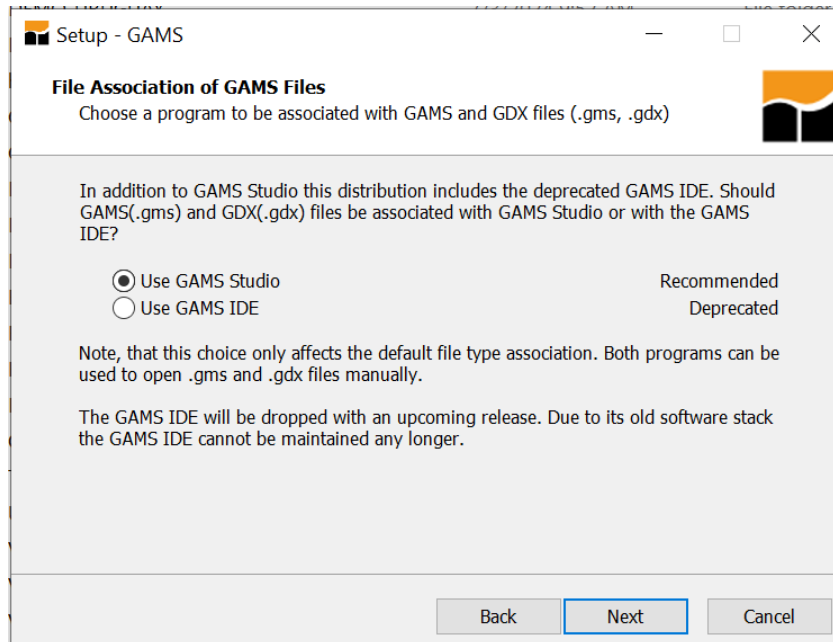 Setup - GAMS
File Association of GAMS Files
Choose a program to be associated with GAMS and GDX files (.gms, .gdx)
In addition to GAMS Studio this distribution includes the deprecated GAMS IDE. Should
GAMS(.gms) and GDX(.gdx) files be associated with GAMS Studio or with the GAMS
IDE?
Use GAMS Studio Recommended
Use GAMS IDE Deprecated
Note, that this choice only affects the default file type association. Both programs can be
used to open .gms and .gdx files manually.
The GAMS IDE will be dropped with an upcoming release. Due to its old software stack
the GAMS IDE cannot be maintained any longer.
Back Next Cancel